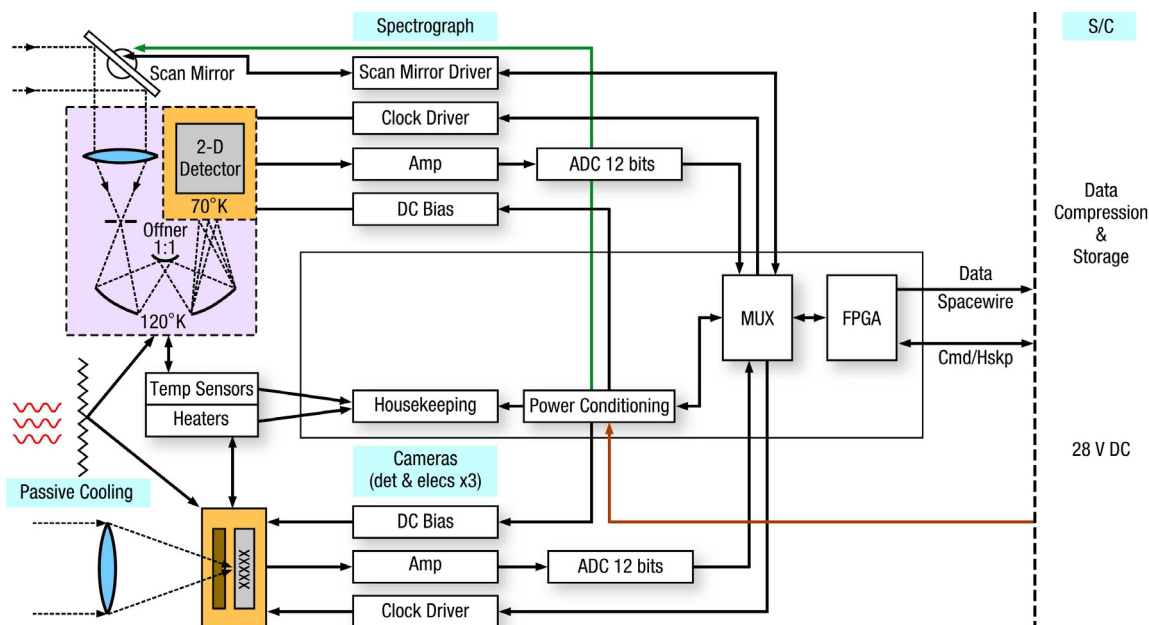 Spectrograph
S/C
Scan Mirror
Scan Mirror Driver
Clock Driver
2-D
Detector
Amp
ADC 12 bits
70°K
DC Bias
Data
Compression
&
Storage
Offner
1:1
120°K
MUX
FPGA
Data
Spacewire
Cmd/Hskp
Temp Sensors
Heaters
Housekeeping
Power Conditioning
28 V DC
Passive Cooling
Cameras
(det & elecs x3)
DC Bias
Amp
ADC 12 bits
XXXXX
Clock Driver